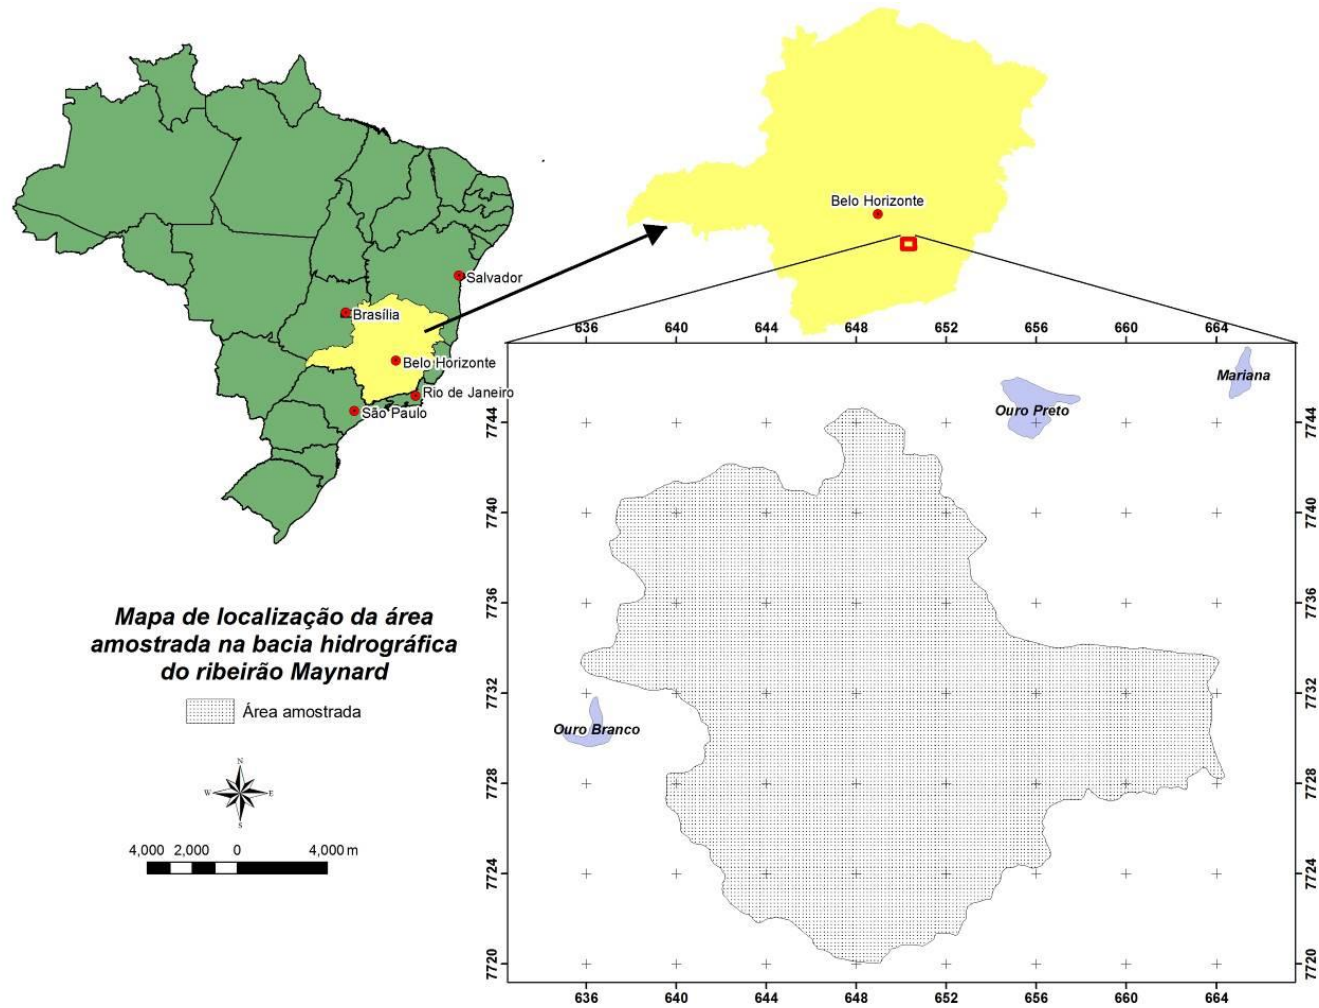 Belo Horizonte
Salvador
Brasília
Belo Horizonte
Rio de Janeiro
São Paulo
636 640 644 648 652 656 660 664
Mariana
Ouro Preto
7744 7744
7740 7740
7736 7736
Mapa de localização da área
amostrada na bacia hidrográfica
do ribeirão Maynard
Área amostrada
7732 7732
Ouro Branco
7728 7728
N
W E
S
4,000 2,000 0 4,000 m
7724 7724
7720 7720
636 640 644 648 652 656 660 664